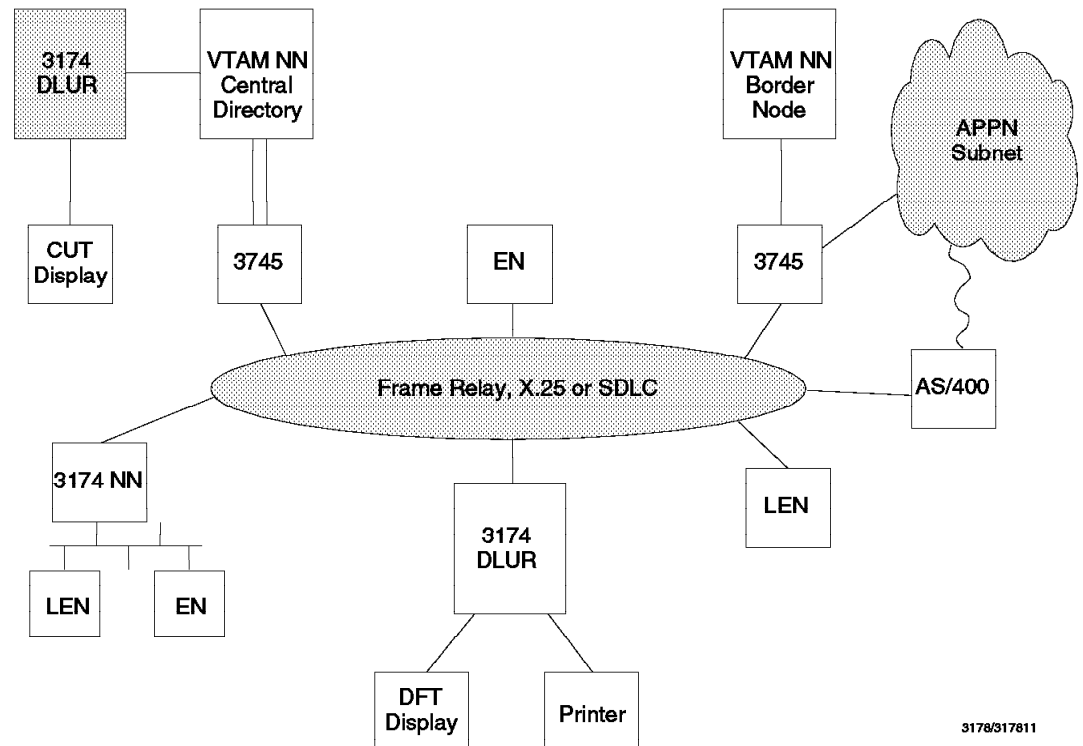 3174
DLUR
VTAM NN
Central
Directory
VTAM NN
Border
Node
APPN
Subnet
CUT
Display
3745
EN
3745
Frame Relay, X.25 or SDLC
AS/400
3174 NN
3174
DLUR
LEN
LEN
EN
DFT
Display
Printer
3178/317811